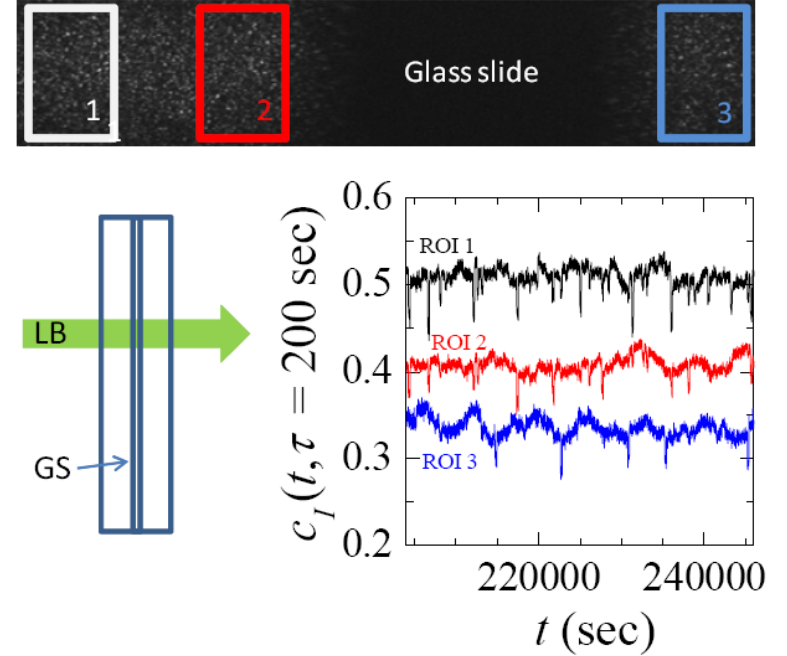 Glass slide
1
1
2
3
LB
GS
0.6
0.5
0.4
0.3
0.2
c_I(t, τ = 200 sec)
ROI 1
ROI 2
ROI 3
220000 240000
t (sec)